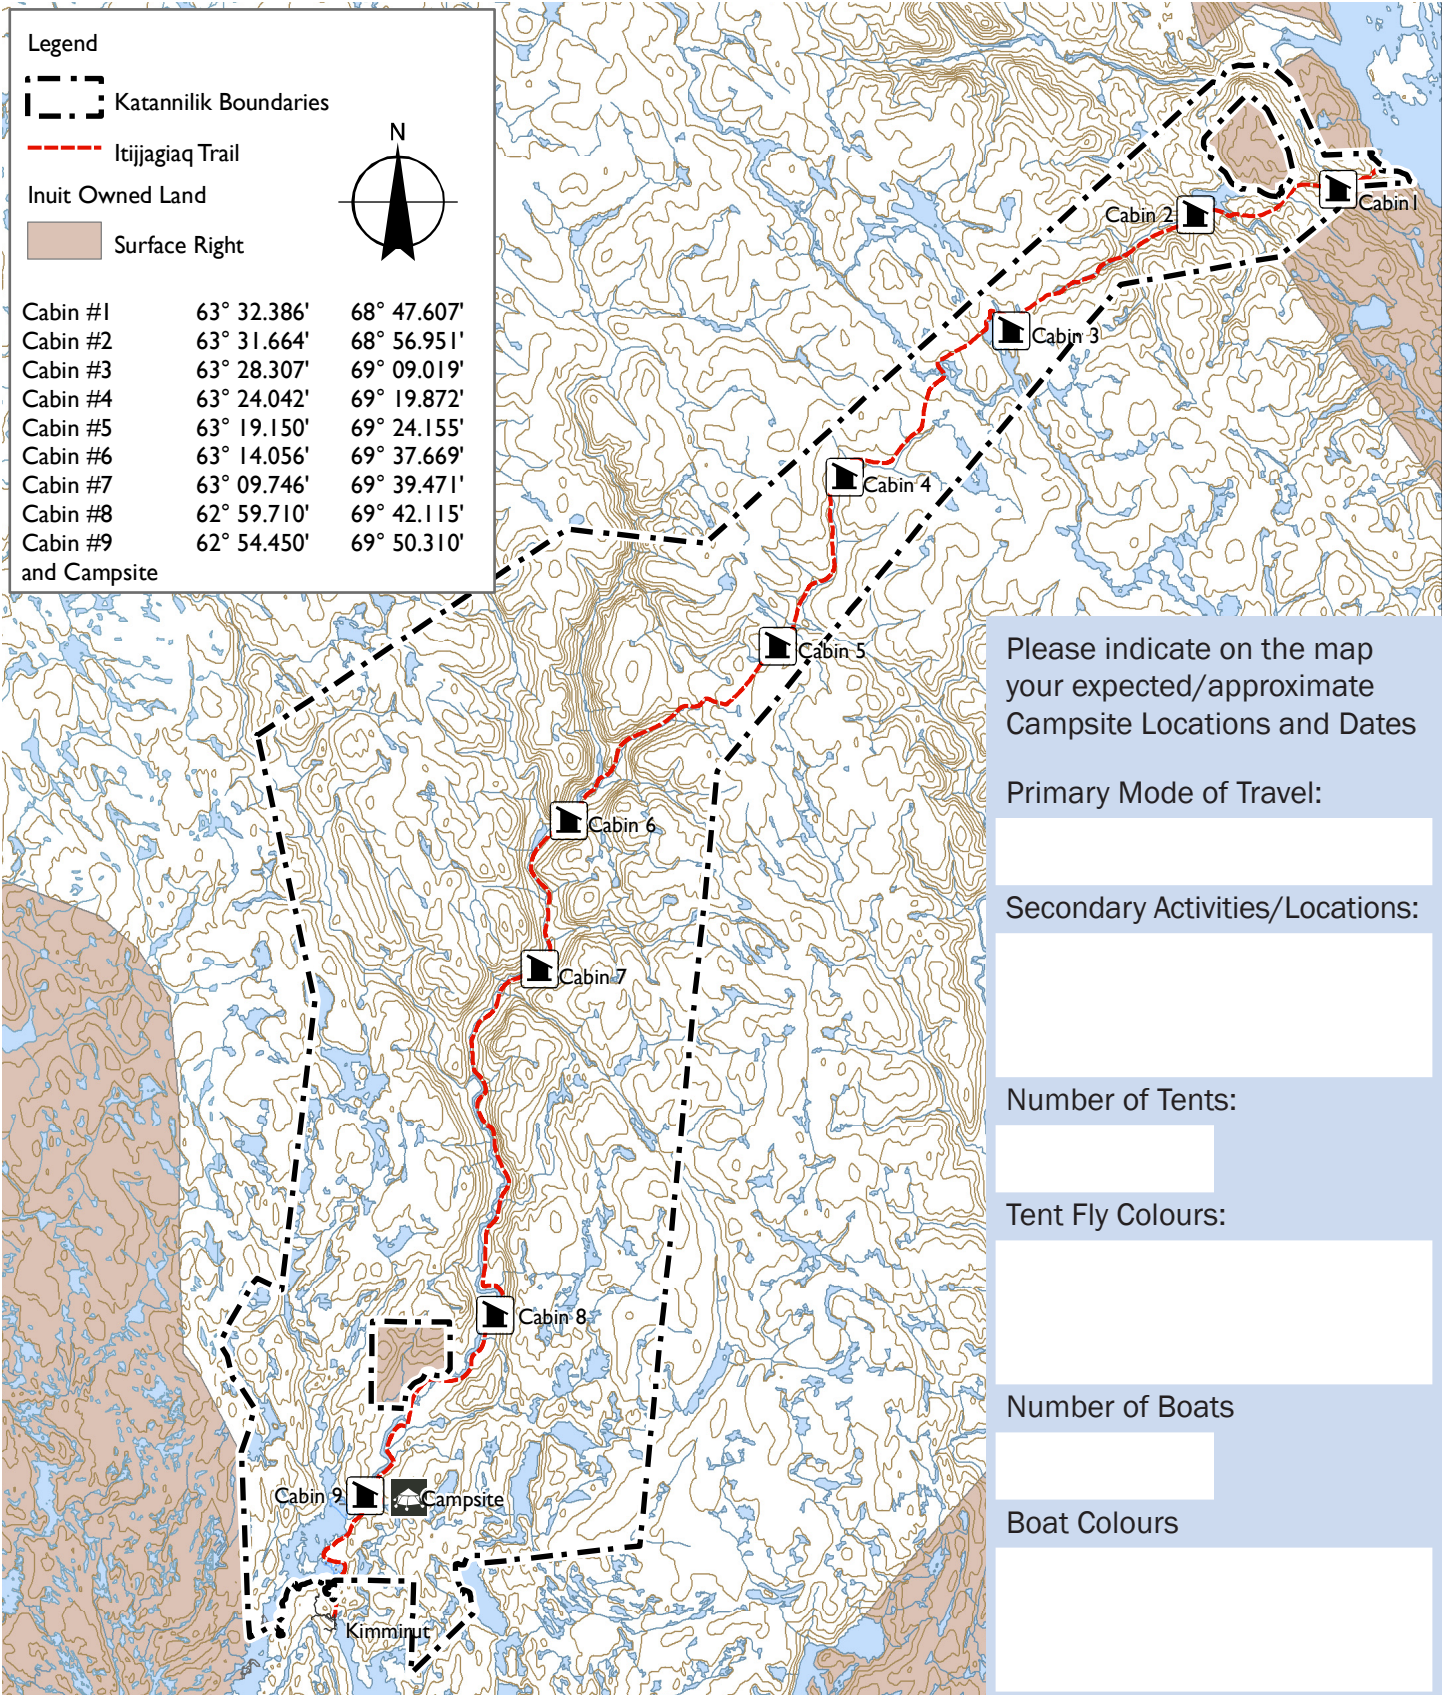 Legend
Katannilik Boundaries
Itijjagiaq Trail
Inuit Owned Land
Surface Right
N
Cabin #1 63° 32.386' 68° 47.607'
Cabin #2 63° 31.664' 68° 56.951'
Cabin #3 63° 28.307' 69° 09.019'
Cabin #4 63° 24.042' 69° 19.872'
Cabin #5 63° 19.150' 69° 24.155'
Cabin #6 63° 14.056' 69° 37.669'
Cabin #7 63° 09.746' 69° 39.471'
Cabin #8 62° 59.710' 69° 42.115'
Cabin #9 62° 54.450' 69° 50.310'
and Campsite
Cabin1
Cabin 2
Cabin 3
Cabin 4
Cabin 5
Cabin 6
Cabin 7
Cabin 8
Cabin 9
Campsite
Kimmirut
Please indicate on the map
your expected/approximate
Campsite Locations and Dates
Primary Mode of Travel:
Secondary Activities/Locations:
Number of Tents:
Tent Fly Colours:
Number of Boats
Boat Colours